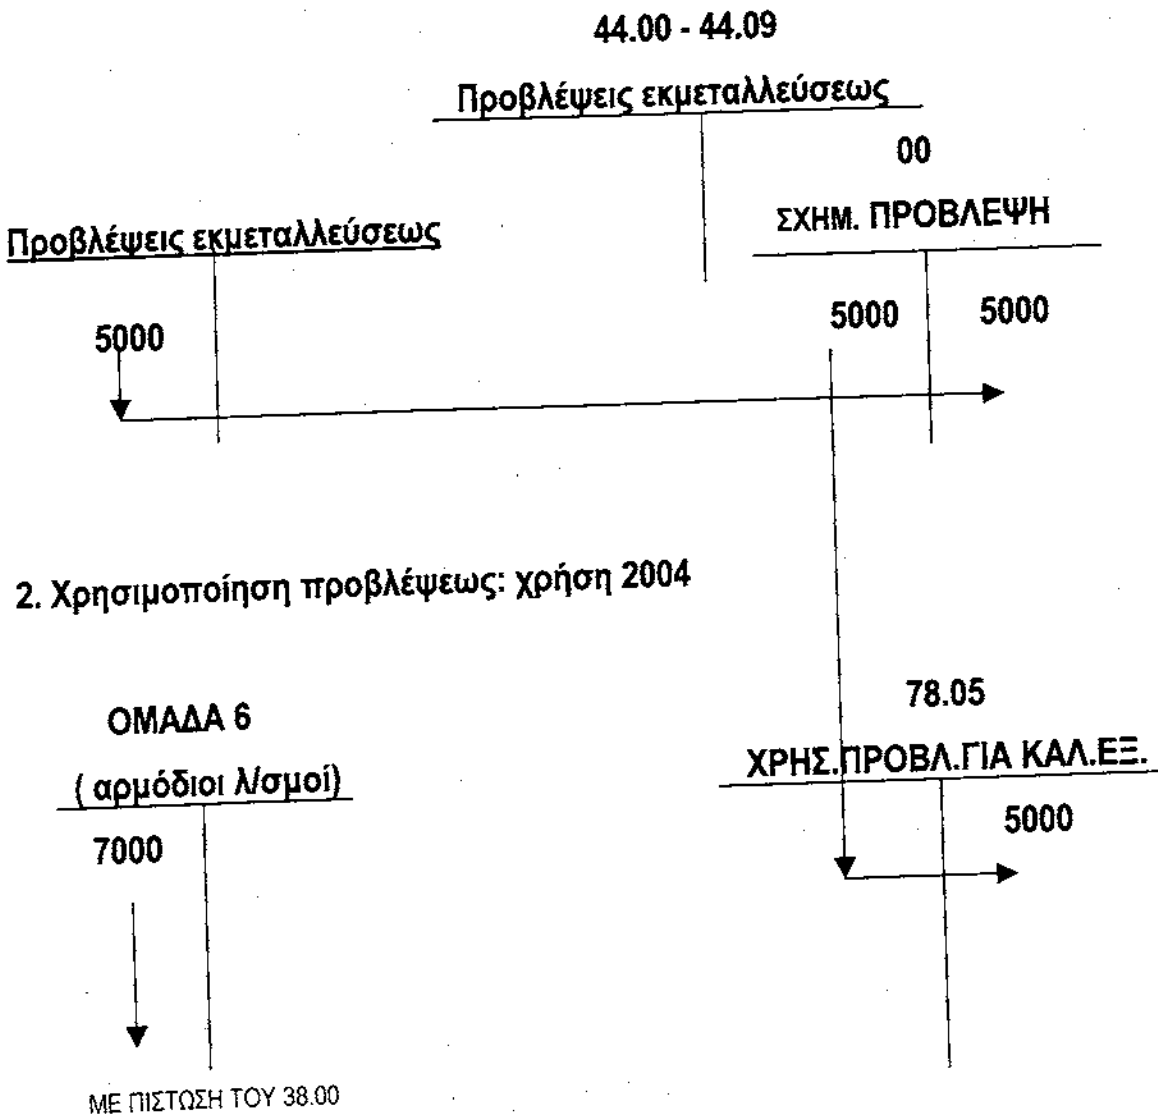 44.00 - 44.09
Προβλέψεις εκμεταλλεύσεως
00
ΣΧΗΜ. ΠΡΟΒΛΕΨΗ
Προβλέψεις εκμεταλλεύσεως
5000
5000
5000
2. Χρησιμοποίηση προβλέψεως: χρήση 2004
ΟΜΑΔΑ 6
( αρμόδιοι λ/σμοί)
7000
78.05
ΧΡΗΣ.ΠΡΟΒΛ.ΓΙΑ ΚΑΛ.ΕΞ.
5000
ΜΕ ΠΙΣΤΩΣΗ ΤΟΥ 38.00